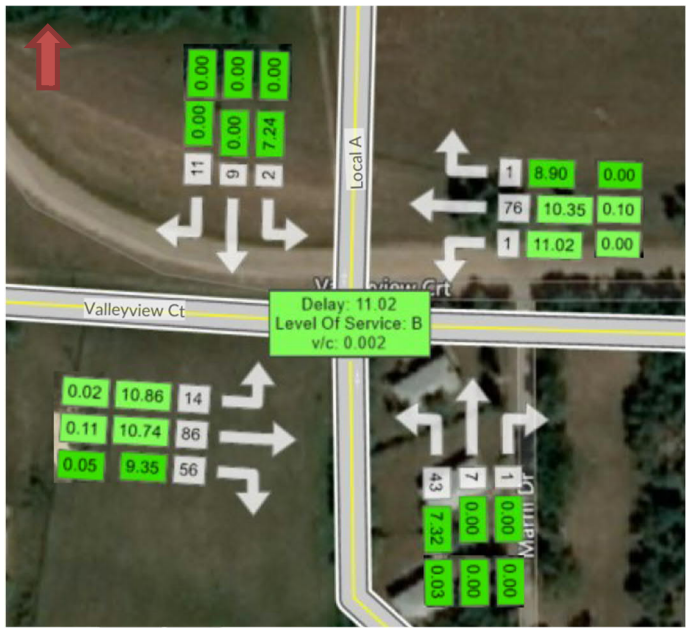 0.00 0.00 0.00
0.00 0.00 7.24
11 9 2
Local A
1 8.90 0.00
76 10.35 0.10
1 11.02 0.00
Crt
Valleyview Ct
Delay: 11.02
Level Of Service: B
v/c: 0.002
0.02 10.86 14
0.11 10.74 86
0.05 9.35 56
43 7 1
7.32 0.00 0.00
0.03 0.00 0.00
Marni Dr